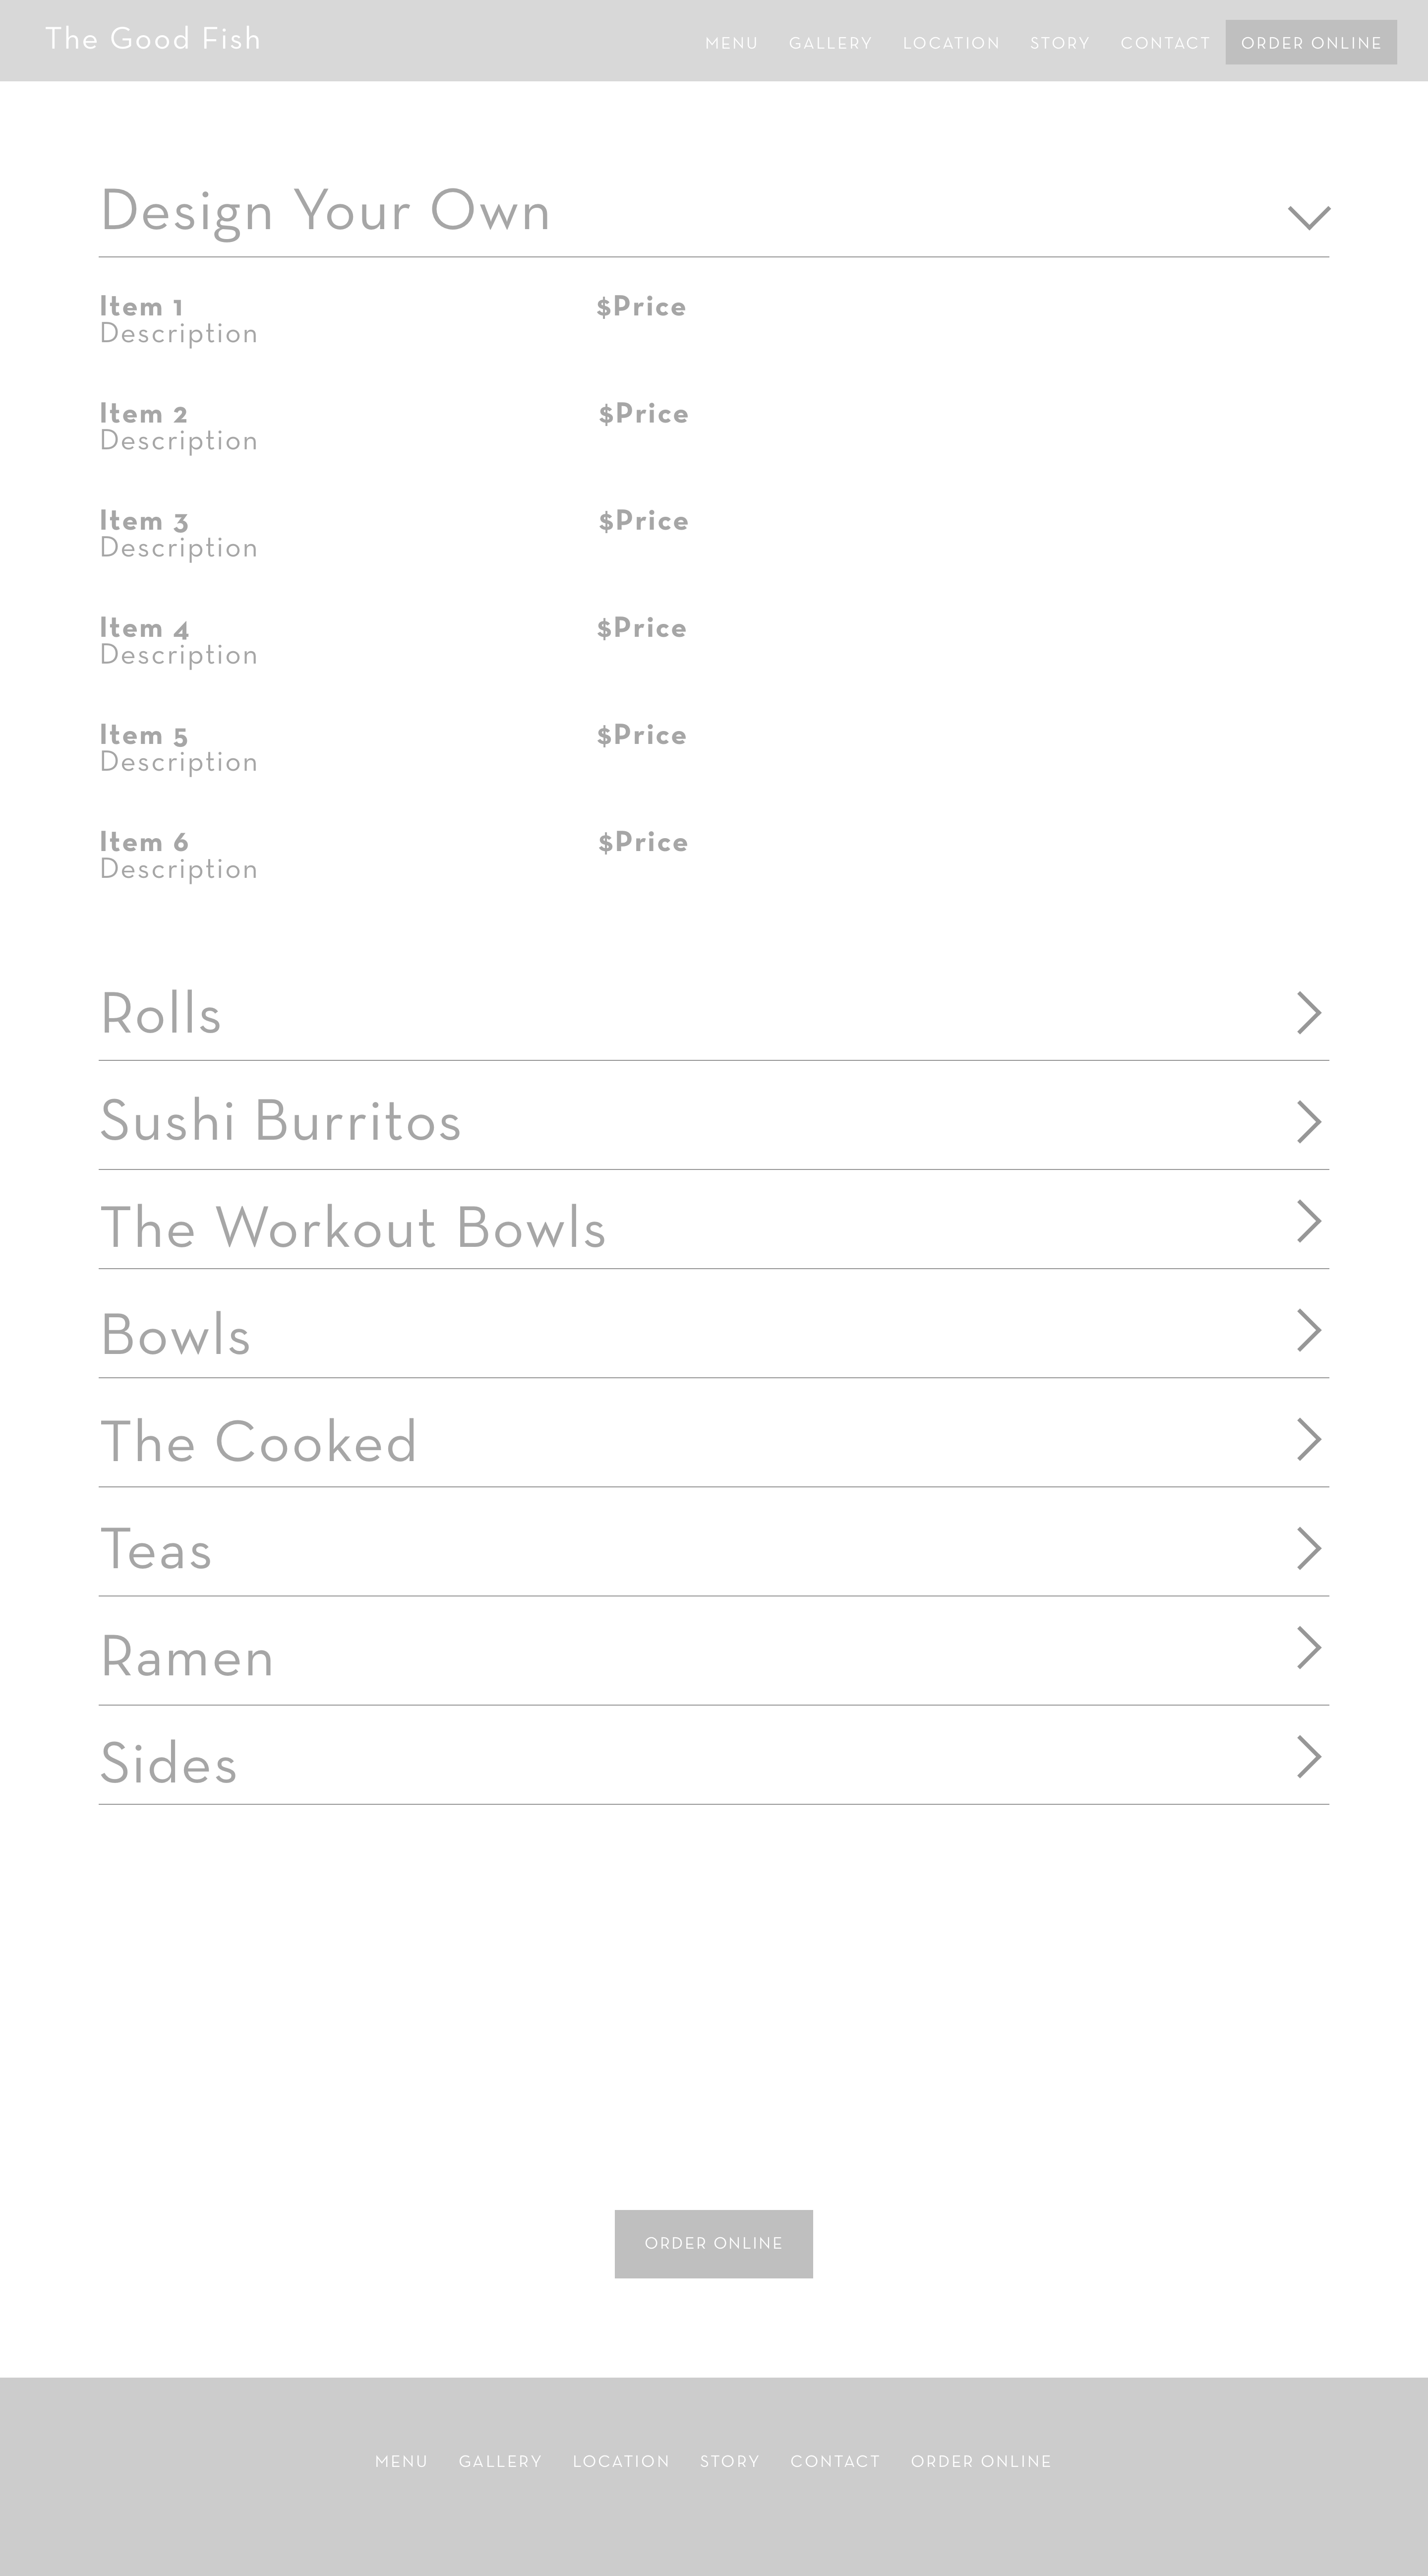 The Good Fish
MENU GALLERY LOCATION STORY CONTACT ORDER ONLINE
Design Your Own
Item 1 $Price
Description
Item 2 $Price
Description
Item 3 $Price
Description
Item 4 $Price
Description
Item 5 $Price
Description
Item 6 $Price
Description
Rolls
Sushi Burritos
The Workout Bowls
Bowls
The Cooked
Teas
Ramen
Sides
ORDER ONLINE
MENU GALLERY LOCATION STORY CONTACT ORDER ONLINE